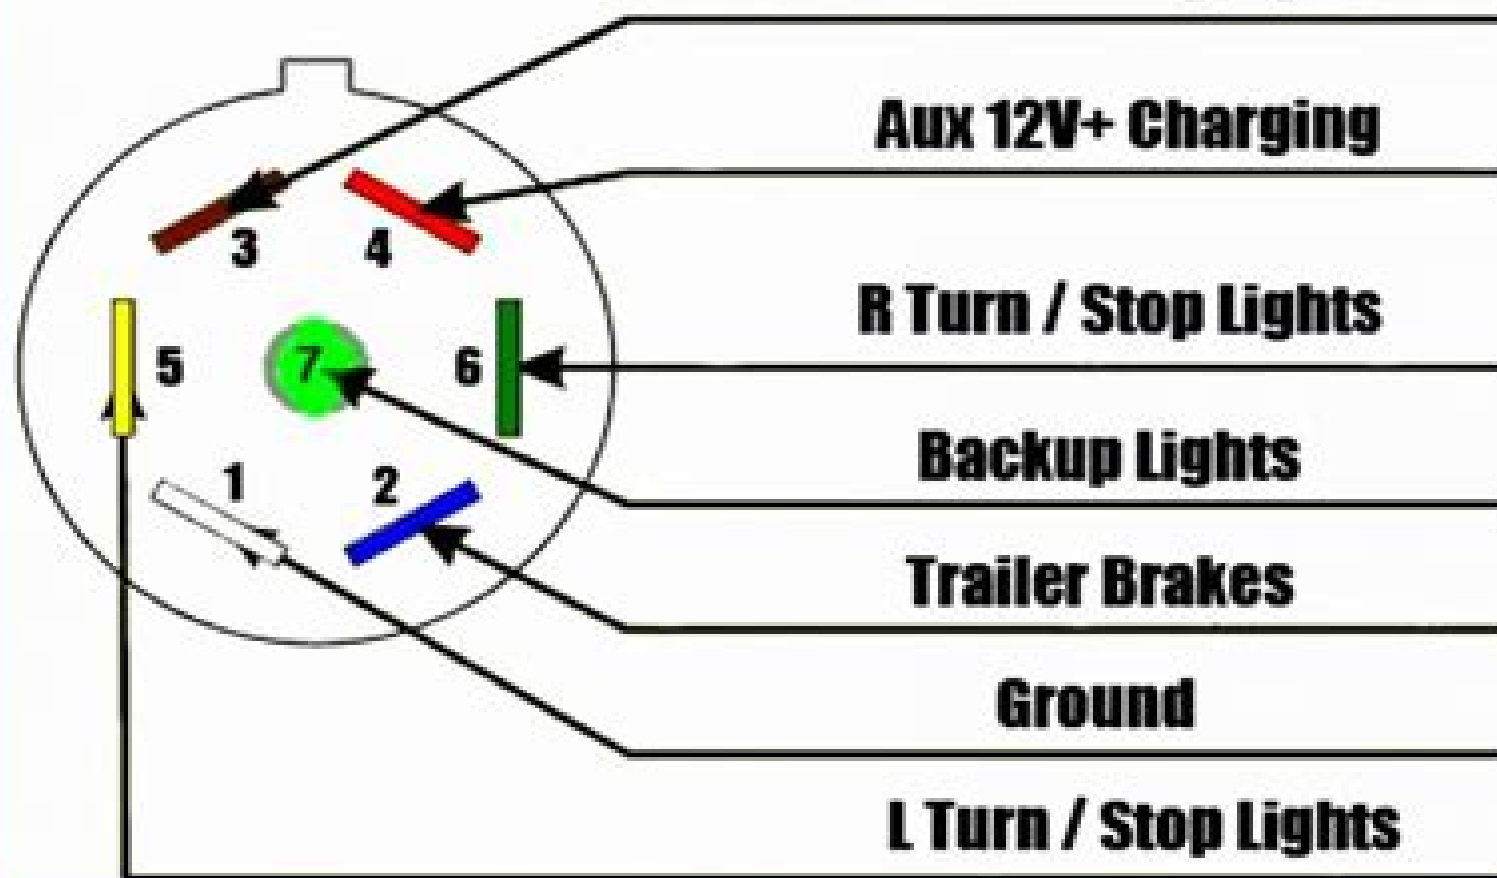 Aux 12V+ Charging
3 4
R Turn / Stop Lights
5 7 6
Backup Lights
1 2
Trailer Brakes
Ground
L Turn / Stop Lights